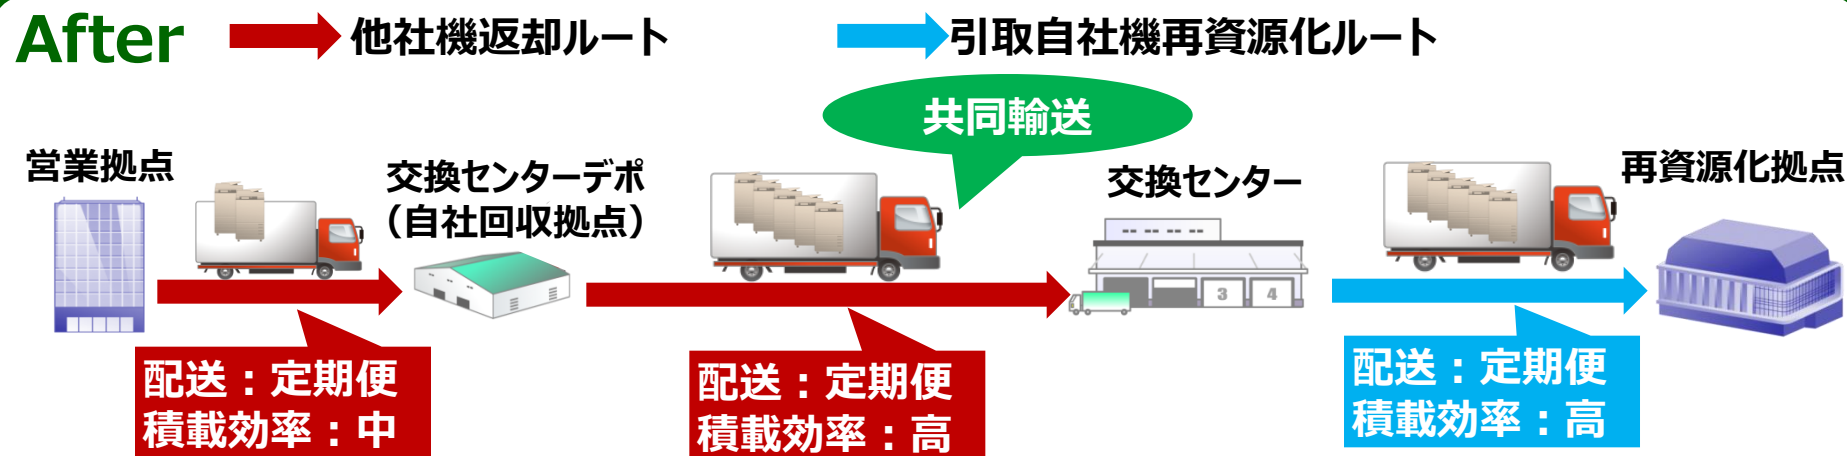 After
他社機返却ルート
引取自社機再資源化ルート
共同輸送
営業拠点
交換センターデポ
（自社回収拠点）
交換センター
再資源化拠点
3 4
配送：定期便
積載効率：中
配送：定期便
積載効率：高
配送：定期便
積載効率：高